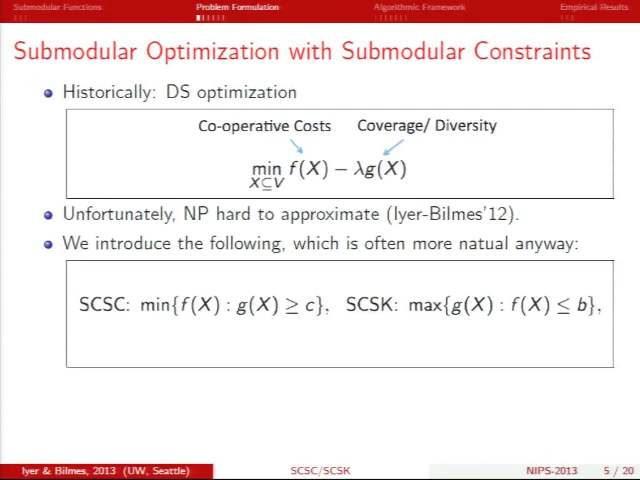 Submodular Functions Problem Formulation Algorithmic Framework Empirical Results
Submodular Optimization with Submodular Constraints
Historically: DS optimization
Co-operative Costs Coverage/ Diversity
min f(X) − λg(X)
X⊆V
Unfortunately, NP hard to approximate (Iyer-Bilmes'12).
We introduce the following, which is often more natual anyway:
SCSC: min{f(X) : g(X) ≥ c}, SCSK: max{g(X) : f(X) ≤ b},
Iyer & Bilmes, 2013 (UW, Seattle) SCSC/SCSK NIPS-2013 5 / 20